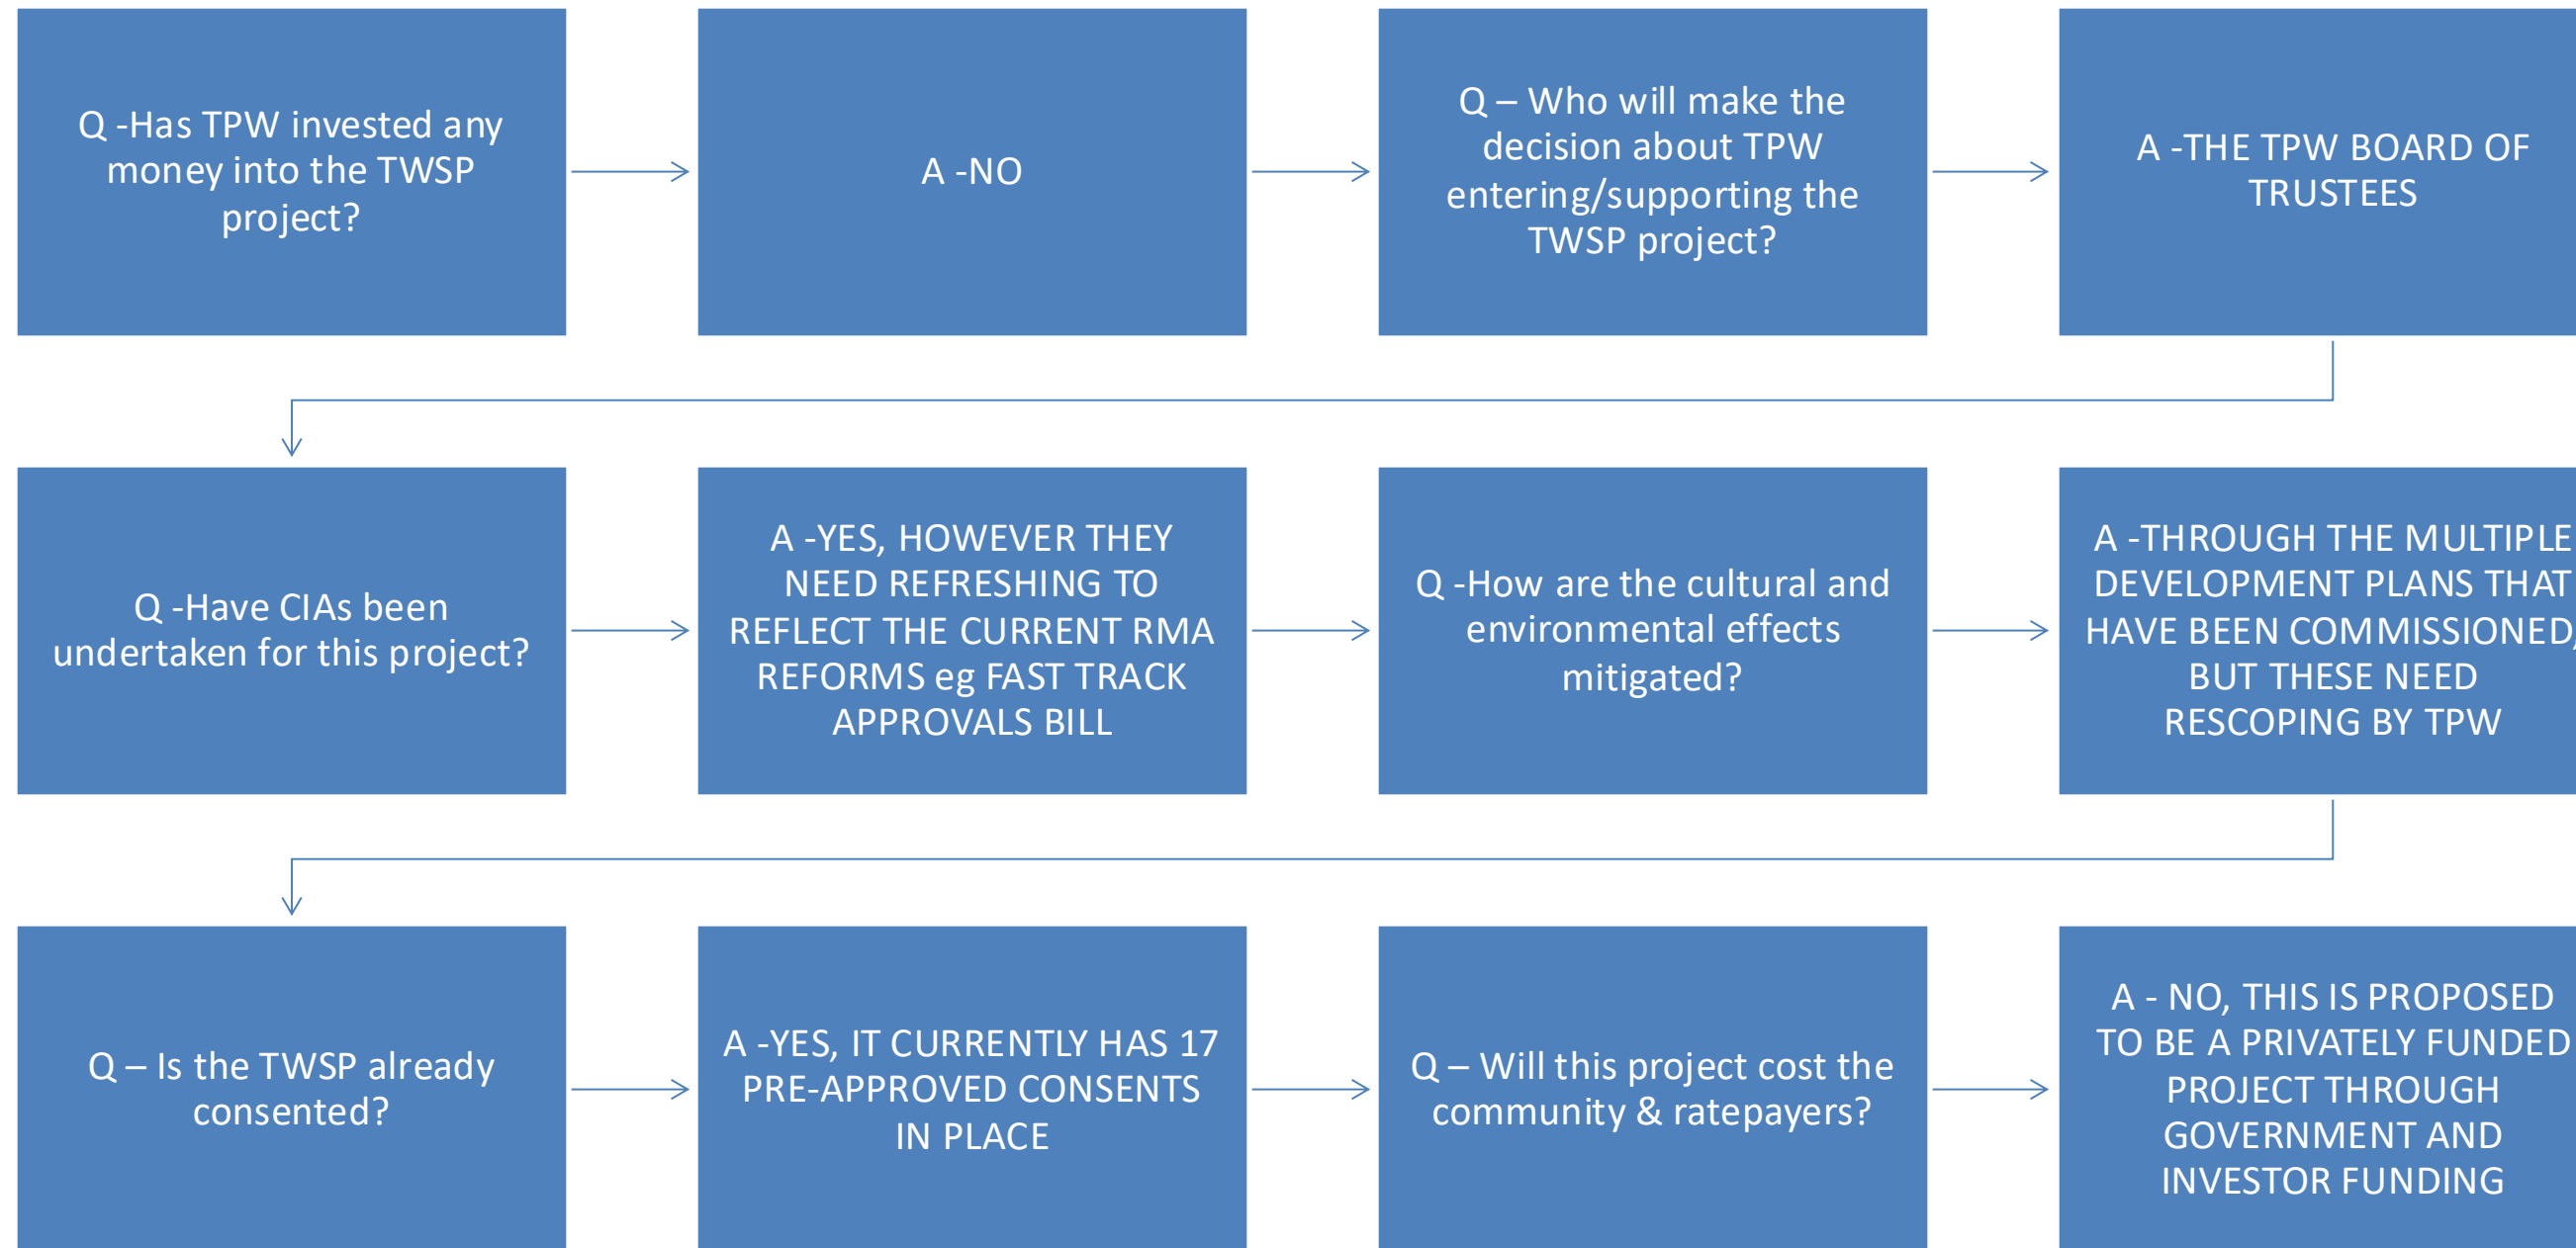 Q -Has TPW invested any
money into the TWSP
project?
A -NO
Q – Who will make the
decision about TPW
entering/supporting the
TWSP project?
A -THE TPW BOARD OF
TRUSTEES
Q -Have CIAs been
undertaken for this project?
A -YES, HOWEVER THEY
NEED REFRESHING TO
REFLECT THE CURRENT RMA
REFORMS eg FAST TRACK
APPROVALS BILL
Q -How are the cultural and
environmental effects
mitigated?
A -THROUGH THE MULTIPLE
DEVELOPMENT PLANS THAT
HAVE BEEN COMMISSIONED,
BUT THESE NEED
RESCOPING BY TPW
Q – Is the TWSP already
consented?
A -YES, IT CURRENTLY HAS 17
PRE-APPROVED CONSENTS
IN PLACE
Q – Will this project cost the
community & ratepayers?
A - NO, THIS IS PROPOSED
TO BE A PRIVATELY FUNDED
PROJECT THROUGH
GOVERNMENT AND
INVESTOR FUNDING